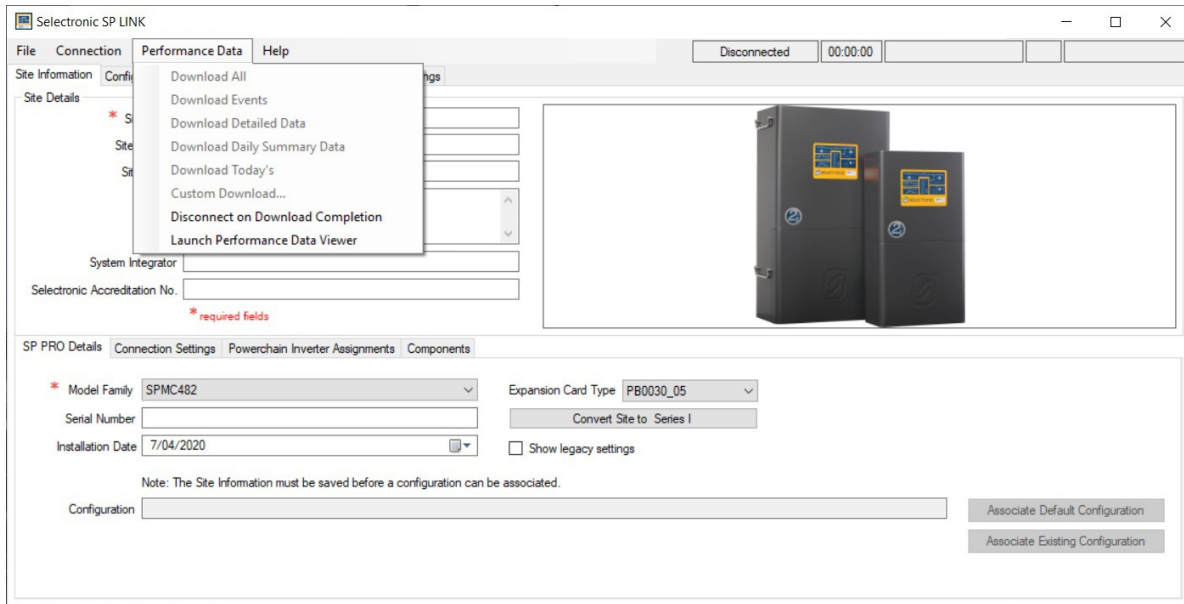 Selectronic SP LINK
File Connection Performance Data Help Disconnected 00:00:00
Site Information Confi ngs
Download All
Site Details
Download Events
* S Download Detailed Data
Site Download Daily Summary Data
Sit Download Today's
Custom Download...
Disconnect on Download Completion
Launch Performance Data Viewer
System Integrator
Selectronic Accreditation No.
* required fields
SP PRO Details Connection Settings Powerchain Inverter Assignments Components
* Model Family SPMC482 Expansion Card Type PB0030_05
Serial Number Convert Site to Series I
Installation Date 7/04/2020 Show legacy settings
Note: The Site Information must be saved before a configuration can be associated.
Configuration Associate Default Configuration
Associate Existing Configuration